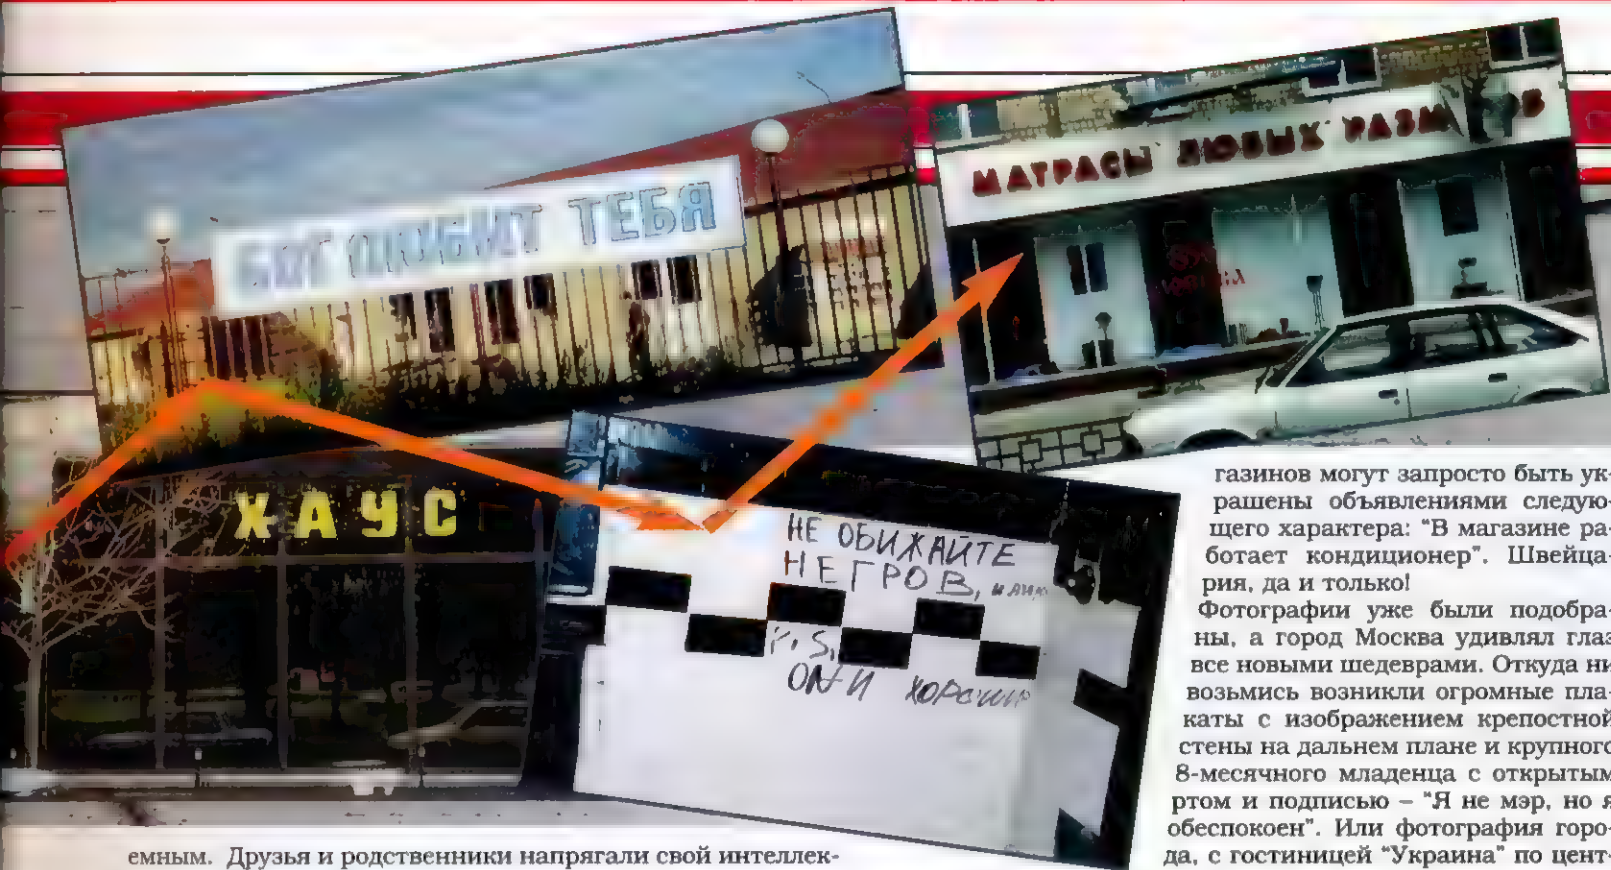 БОГ ЛЮБИТ ТЕБЯ
МАТРАСЫ ЛЮБЫХ
ХАУС
НЕ ОБИЖАЙТЕ
НЕГРОВ,
P.S.
ОНИ ХОРОШИЕ
емным. Друзья и родственники напрягали свой интеллек-
газинов могут запросто быть ук-
рашены объявлениями следую-
щего характера: "В магазине ра-
ботает кондиционер". Швейца-
рия, да и только!
Фотографии уже были подобра-
ны, а город Москва удивлял глаз
все новыми шедеврами. Откуда ни
возьмись возникли огромные пла-
каты с изображением крепостной
стены на дальнем плане и крупного
8-месячного младенца с открытым
ртом и подписью – "Я не мэр, но я
обеспокоен". Или фотография горо-
да, с гостиницей "Украина" по цент-